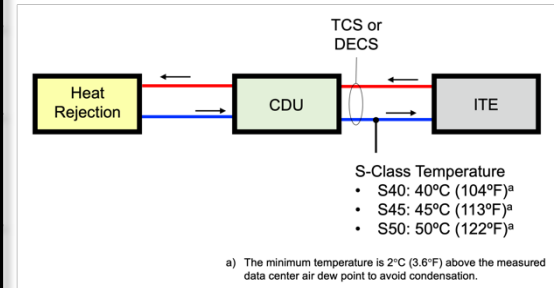 TCS or
DECS
Heat
Rejection
CDU
ITE
S-Class Temperature
• S40: 40ºC (104ºF)ª
• S45: 45ºC (113ºF)ª
• S50: 50ºC (122ºF)ª
a) The minimum temperature is 2°C (3.6°F) above the measured
data center air dew point to avoid condensation.